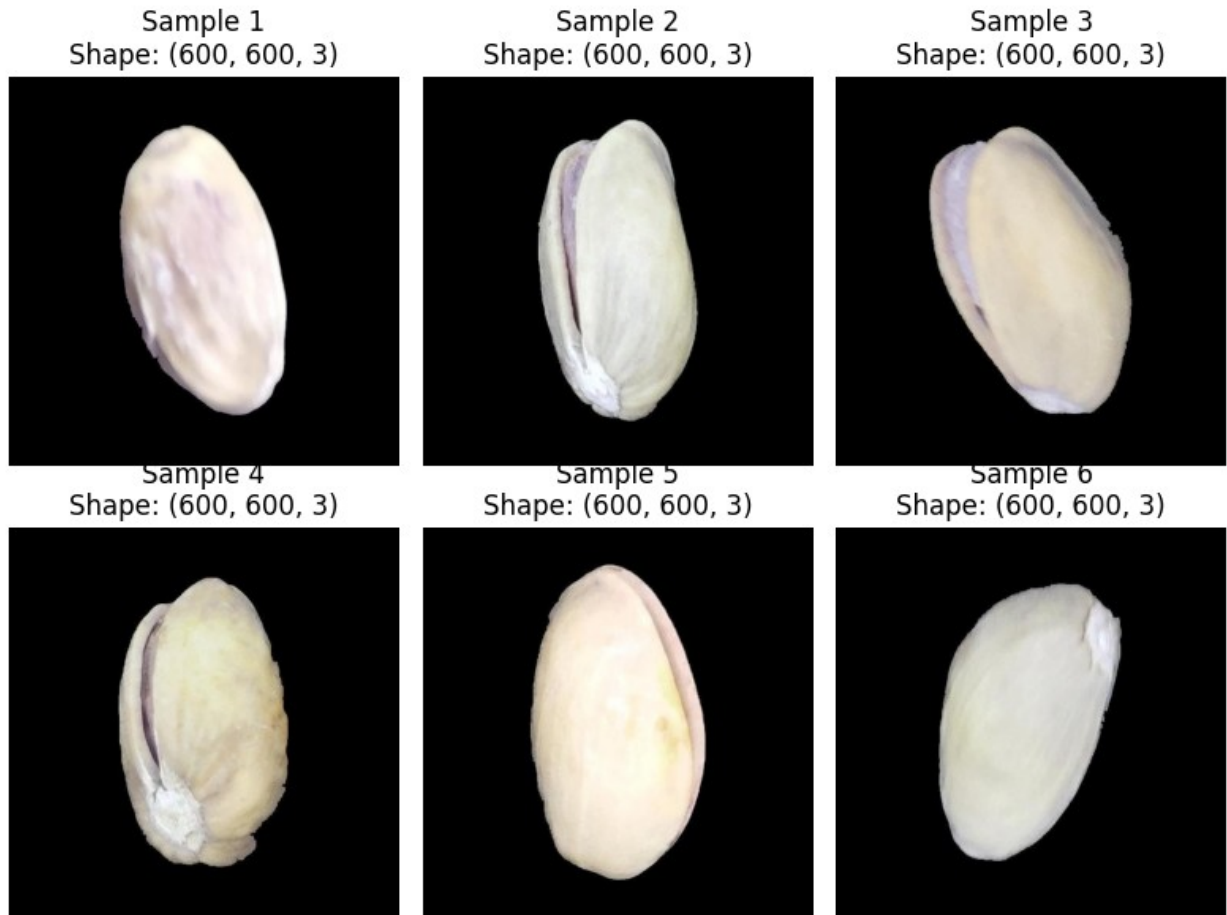 Sample 1
Shape: (600, 600, 3)
Sample 2
Shape: (600, 600, 3)
Sample 3
Shape: (600, 600, 3)
Sample 4
Shape: (600, 600, 3)
Sample 5
Shape: (600, 600, 3)
Sample 6
Shape: (600, 600, 3)